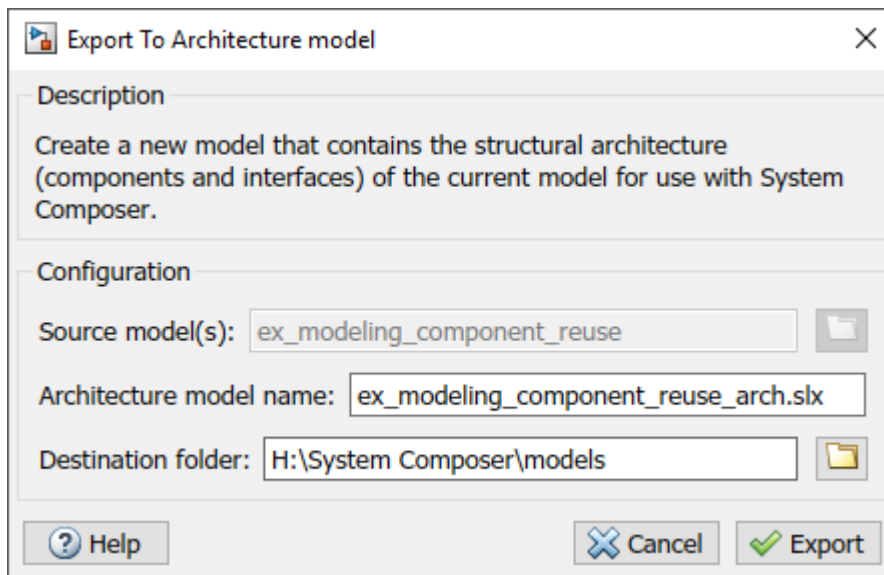 Export To Architecture model
Description
Create a new model that contains the structural architecture
(components and interfaces) of the current model for use with System
Composer.
Configuration
Source model(s): ex_modeling_component_reuse
Architecture model name: ex_modeling_component_reuse_arch.slx
Destination folder: H:\System Composer\models
Help Cancel Export